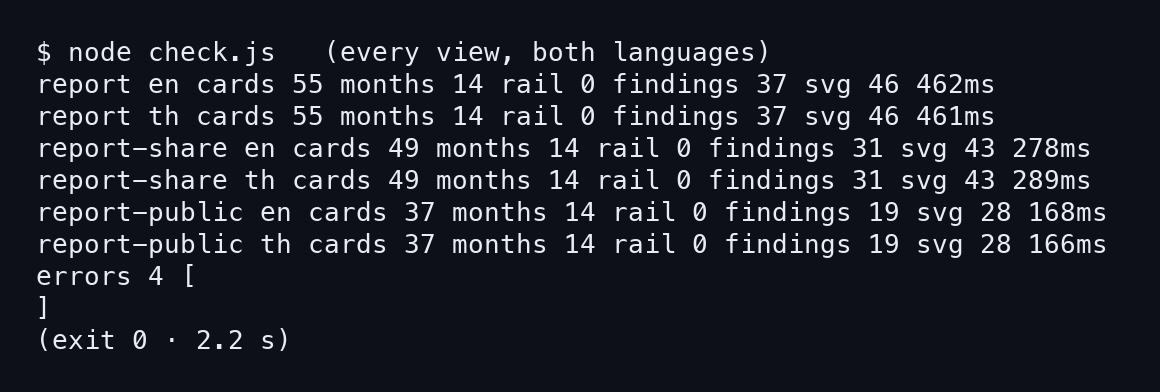 $ node check.js   (every view, both languages)
report en cards 55 months 14 rail 0 findings 37 svg 46 462ms
report th cards 55 months 14 rail 0 findings 37 svg 46 461ms
report−share en cards 49 months 14 rail 0 findings 31 svg 43 278ms
report−share th cards 49 months 14 rail 0 findings 31 svg 43 289ms
report−public en cards 37 months 14 rail 0 findings 19 svg 28 168ms
report−public th cards 37 months 14 rail 0 findings 19 svg 28 166ms
errors 4 [
]
(exit 0 · 2.2 s)